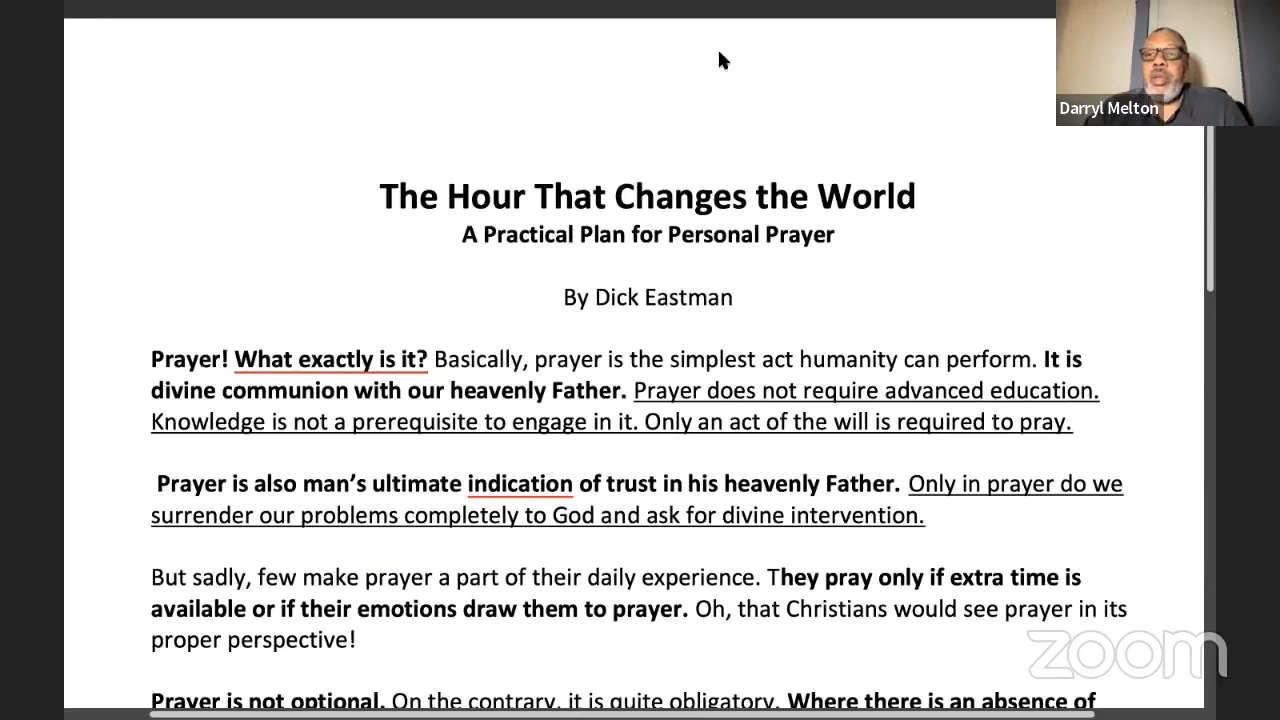 Darryl Melton
The Hour That Changes the World
A Practical Plan for Personal Prayer
By Dick Eastman
Prayer! What exactly is it? Basically, prayer is the simplest act humanity can perform. It is
divine communion with our heavenly Father. Prayer does not require advanced education.
Knowledge is not a prerequisite to engage in it. Only an act of the will is required to pray.
Prayer is also man’s ultimate indication of trust in his heavenly Father. Only in prayer do we
surrender our problems completely to God and ask for divine intervention.
But sadly, few make prayer a part of their daily experience. They pray only if extra time is
available or if their emotions draw them to prayer. Oh, that Christians would see prayer in its
proper perspective!
zoom
Prayer is not optional. On the contrary, it is quite obligatory. Where there is an absence of